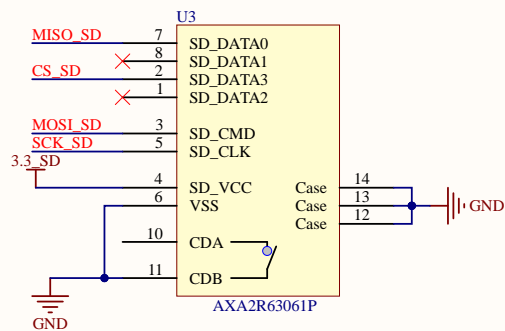 U3
MISO_SD 7 SD_DATA0
8 SD_DATA1
CS_SD 2 SD_DATA3
1 SD_DATA2
MOSI_SD 3 SD_CMD
SCK_SD 5 SD_CLK
3.3_SD
4 SD_VCC Case 14
6 VSS Case 13
GND
Case 12
10 CDA
11 CDB
GND
AXA2R63061P